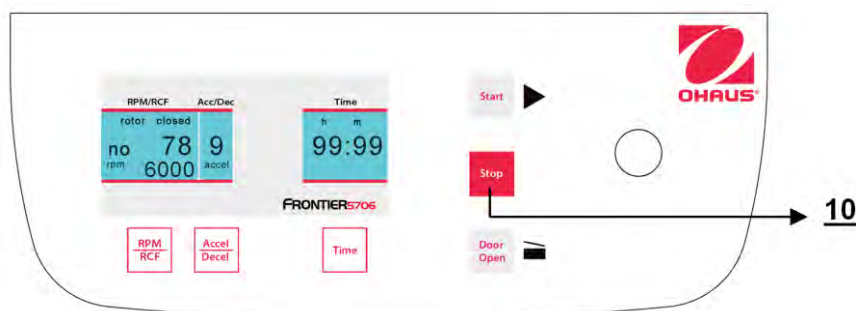 RPM/RCF Acc/Dec
rotor closed
no 78 9
rpm 6000 accel
Time
h m
99:99
FRONTIER5706
RPM
RCF
Accel
Decel
Time
Start
Stop
Door
Open
OHAUS®
10